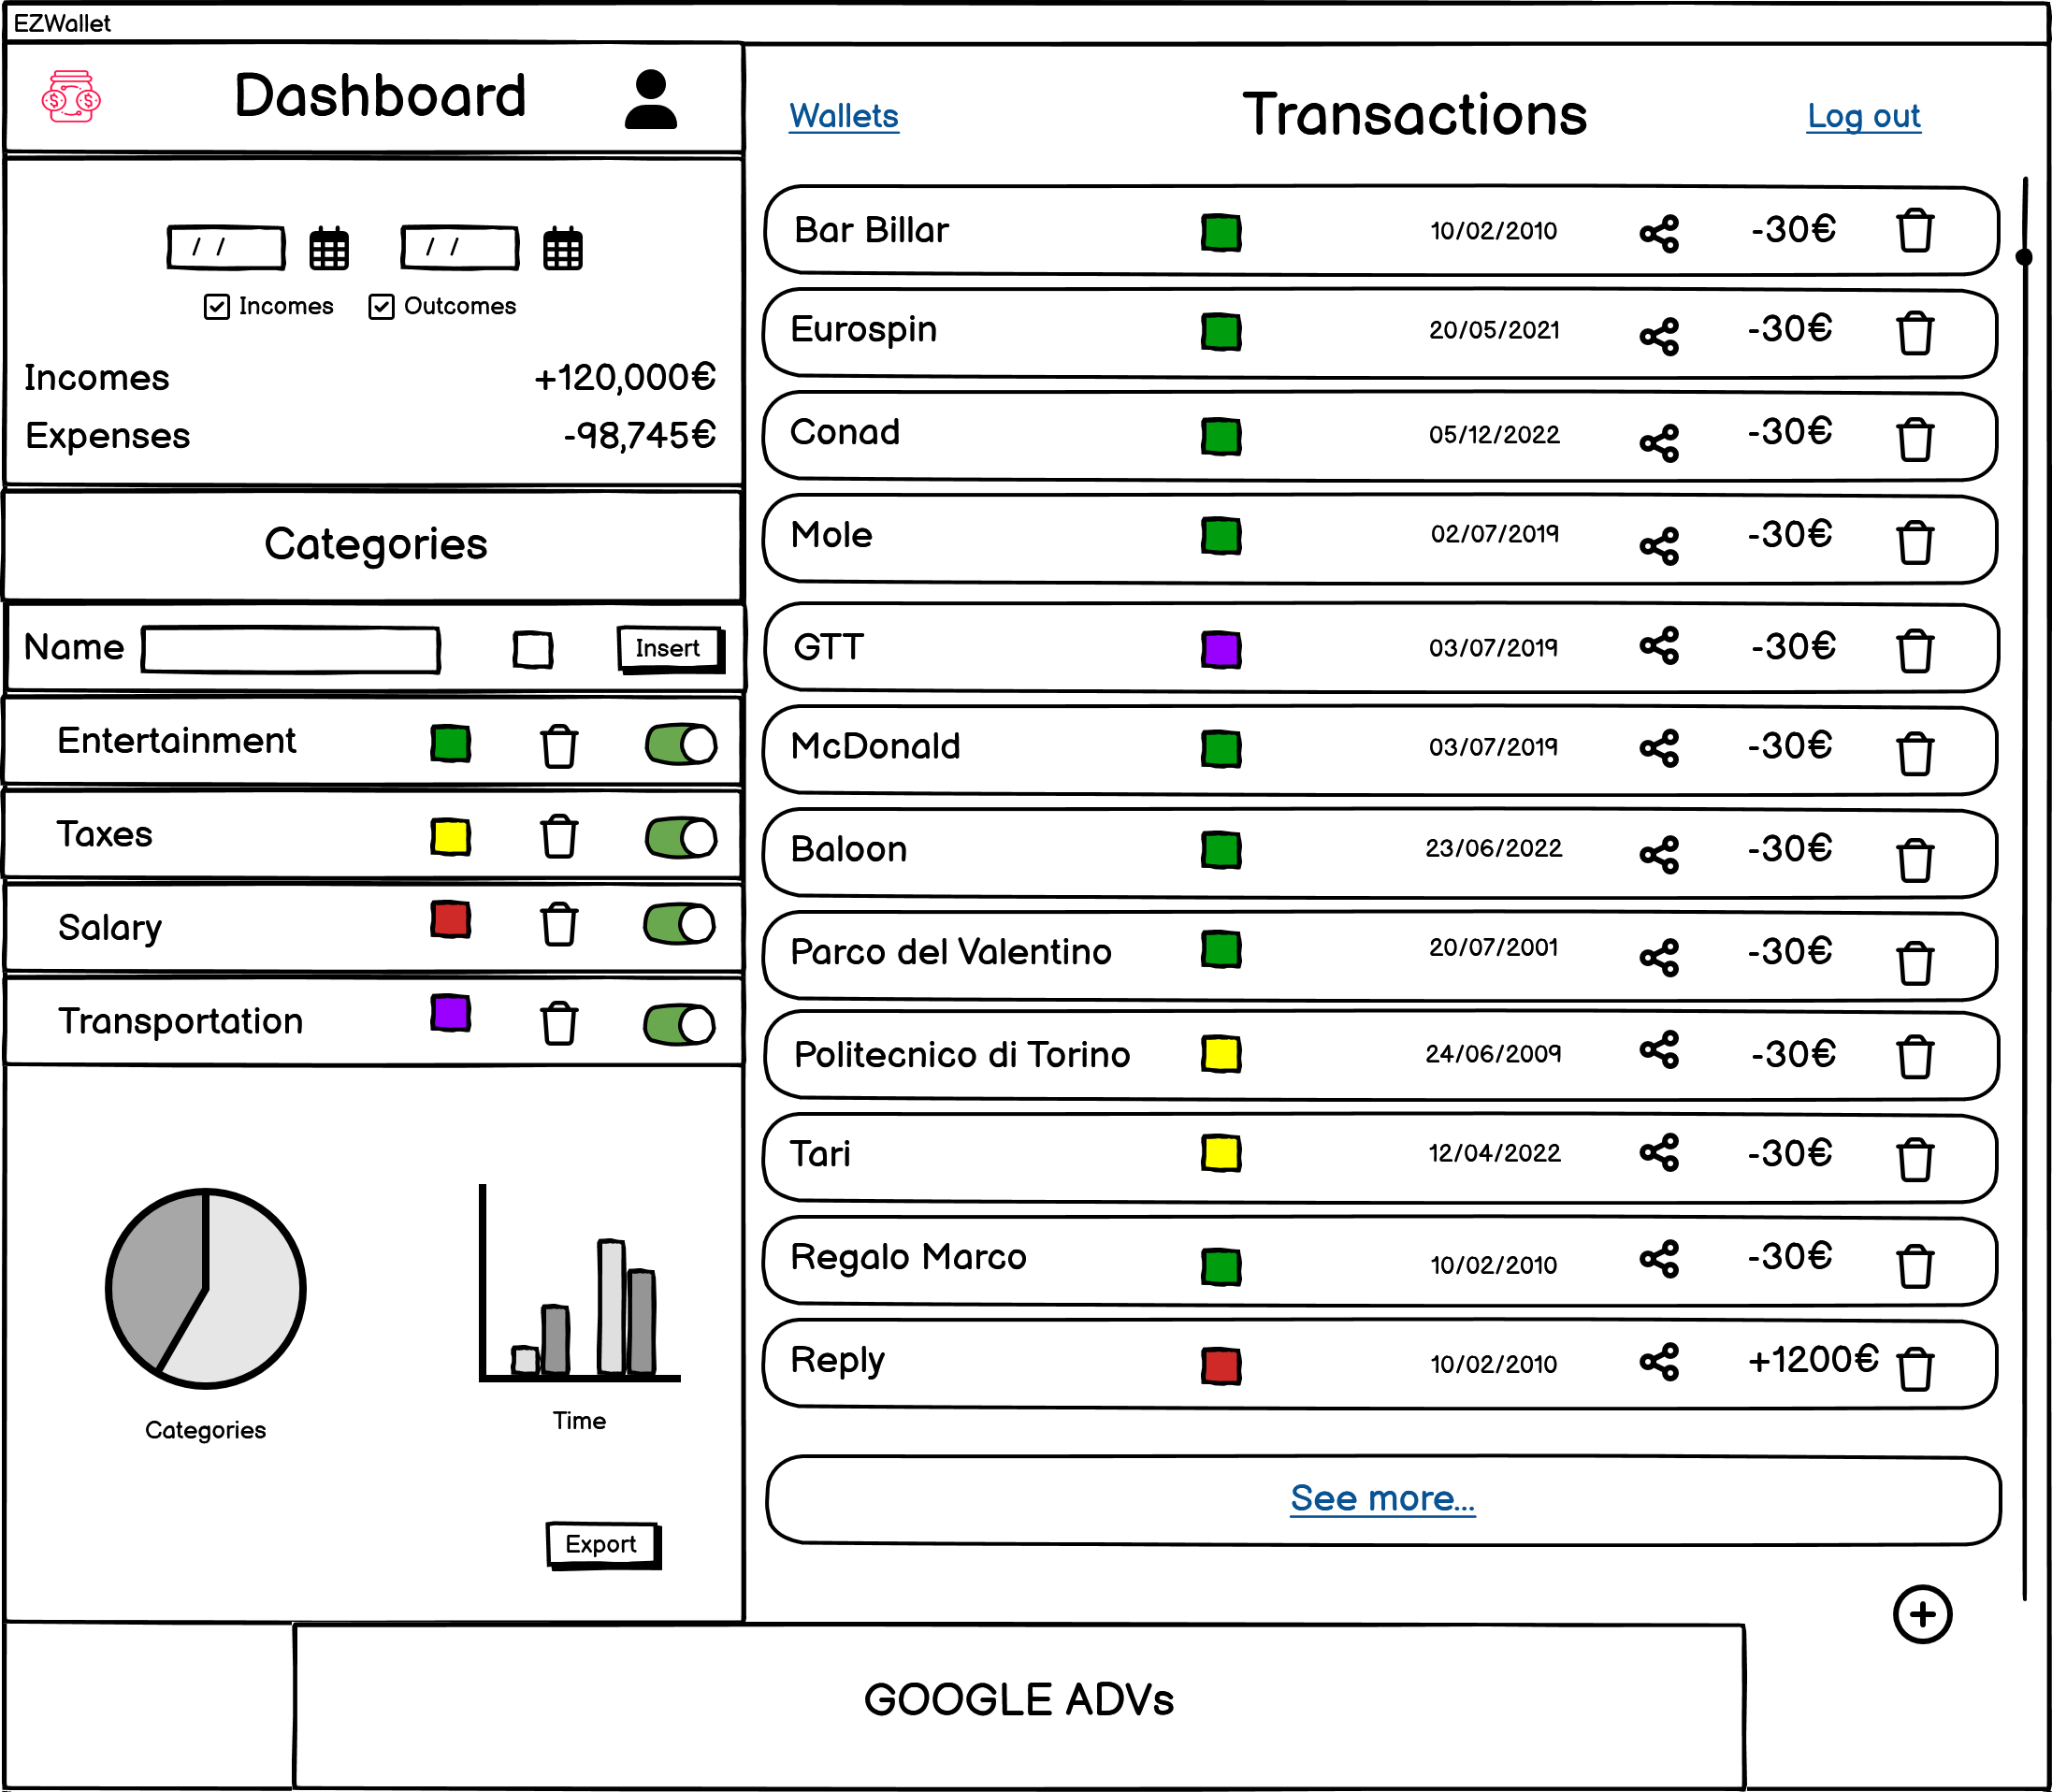 EZWallet
Dashboard
/ /
/ /
Incomes
Outcomes
Incomes +120,000€
Expenses -98,745€
Categories
Name
Insert
Entertainment
Taxes
Salary
Transportation
Categories
Time
Export
Wallets
Transactions
Log out
Bar Billar 10/02/2010 -30€
Eurospin 20/05/2021 -30€
Conad 05/12/2022 -30€
Mole 02/07/2019 -30€
GTT 03/07/2019 -30€
McDonald 03/07/2019 -30€
Baloon 23/06/2022 -30€
Parco del Valentino 20/07/2001 -30€
Politecnico di Torino 24/06/2009 -30€
Tari 12/04/2022 -30€
Regalo Marco 10/02/2010 -30€
Reply 10/02/2010 +1200€
See more...
GOOGLE ADVs